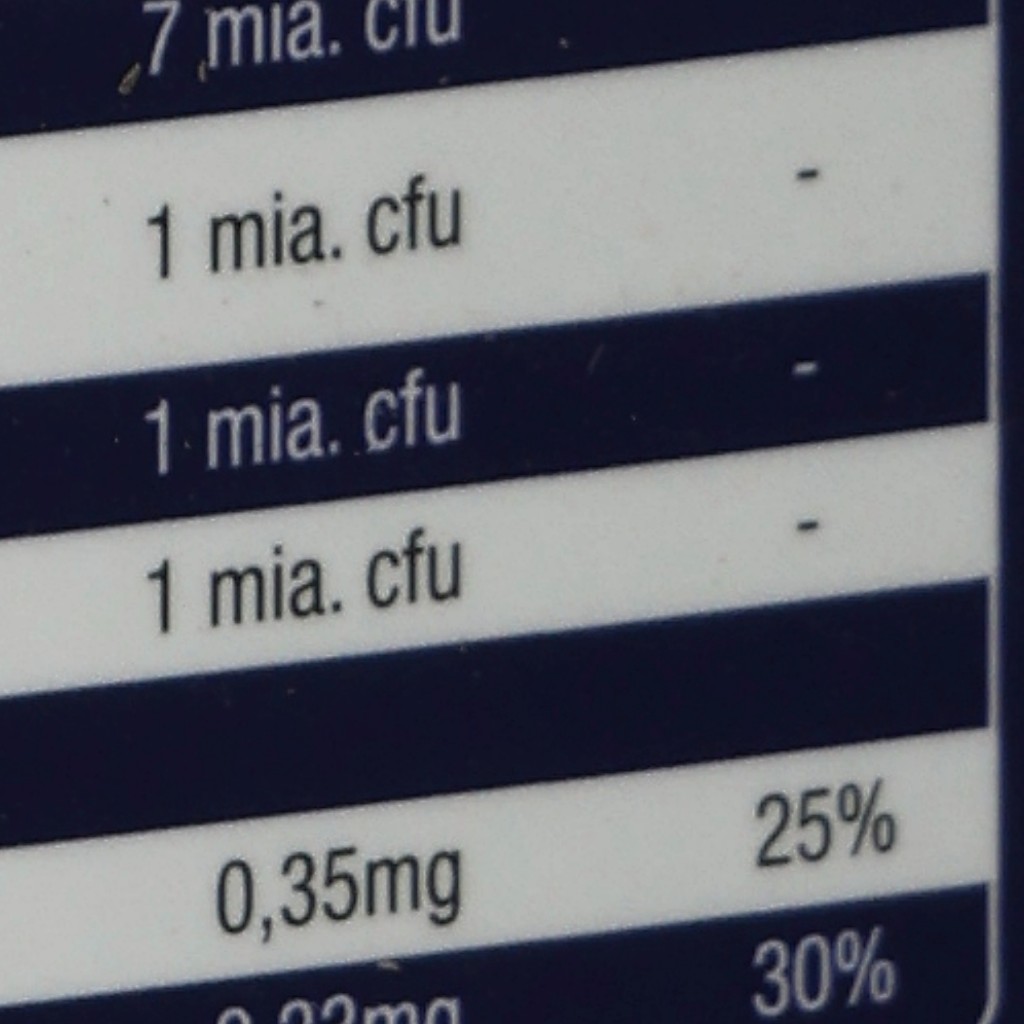 7 mia. cfu
1 mia. cfu -
1 mia. cfu -
1 mia. cfu -
0,35mg 25%
30%